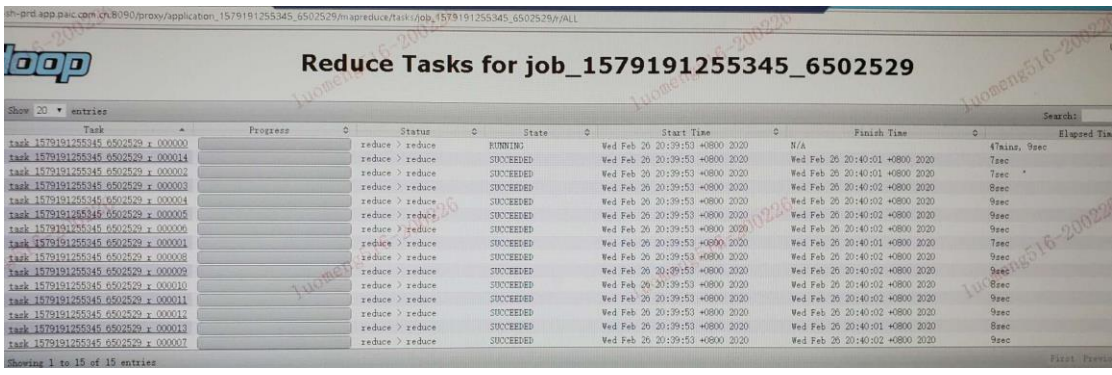 sh-prd.app.paic.com.cn:8090/proxy/application_1579191255345_6502529/mapreduce/tasks/job_1579191255345_6502529/r/ALL
loop
Reduce Tasks for job_1579191255345_6502529
Show 20 entries
Search:
Task Progress Status State Start Time Finish Time Elapsed Tim
task_1579191255345_6502529_r_000000 reduce > reduce RUNNING Wed Feb 26 20:39:53 +0800 2020 N/A 47mins, 9sec
task_1579191255345_6502529_r_000014 reduce > reduce SUCCEEDED Wed Feb 26 20:39:53 +0800 2020 Wed Feb 26 20:40:01 +0800 2020 7sec
task_1579191255345_6502529_r_000002 reduce > reduce SUCCEEDED Wed Feb 26 20:39:53 +0800 2020 Wed Feb 26 20:40:01 +0800 2020 7sec
task_1579191255345_6502529_r_000003 reduce > reduce SUCCEEDED Wed Feb 26 20:39:53 +0800 2020 Wed Feb 26 20:40:02 +0800 2020 8sec
task_1579191255345_6502529_r_000004 reduce > reduce SUCCEEDED Wed Feb 26 20:39:53 +0800 2020 Wed Feb 26 20:40:02 +0800 2020 9sec
task_1579191255345_6502529_r_000005 reduce > reduce SUCCEEDED Wed Feb 26 20:39:53 +0800 2020 Wed Feb 26 20:40:02 +0800 2020 9sec
task_1579191255345_6502529_r_000006 reduce > reduce SUCCEEDED Wed Feb 26 20:39:53 +0800 2020 Wed Feb 26 20:40:02 +0800 2020 9sec
task_1579191255345_6502529_r_000001 reduce > reduce SUCCEEDED Wed Feb 26 20:39:53 +0800 2020 Wed Feb 26 20:40:01 +0800 2020 7sec
task_1579191255345_6502529_r_000008 reduce > reduce SUCCEEDED Wed Feb 26 20:39:53 +0800 2020 Wed Feb 26 20:40:02 +0800 2020 9sec
task_1579191255345_6502529_r_000009 reduce > reduce SUCCEEDED Wed Feb 26 20:39:53 +0800 2020 Wed Feb 26 20:40:02 +0800 2020 9sec
task_1579191255345_6502529_r_000010 reduce > reduce SUCCEEDED Wed Feb 26 20:39:53 +0800 2020 Wed Feb 26 20:40:02 +0800 2020 8sec
task_1579191255345_6502529_r_000011 reduce > reduce SUCCEEDED Wed Feb 26 20:39:53 +0800 2020 Wed Feb 26 20:40:02 +0800 2020 9sec
task_1579191255345_6502529_r_000012 reduce > reduce SUCCEEDED Wed Feb 26 20:39:53 +0800 2020 Wed Feb 26 20:40:02 +0800 2020 9sec
task_1579191255345_6502529_r_000013 reduce > reduce SUCCEEDED Wed Feb 26 20:39:53 +0800 2020 Wed Feb 26 20:40:01 +0800 2020 8sec
task_1579191255345_6502529_r_000007 reduce > reduce SUCCEEDED Wed Feb 26 20:39:53 +0800 2020 Wed Feb 26 20:40:02 +0800 2020 9sec
Showing 1 to 15 of 15 entries
First Previo
luomeng516-200226